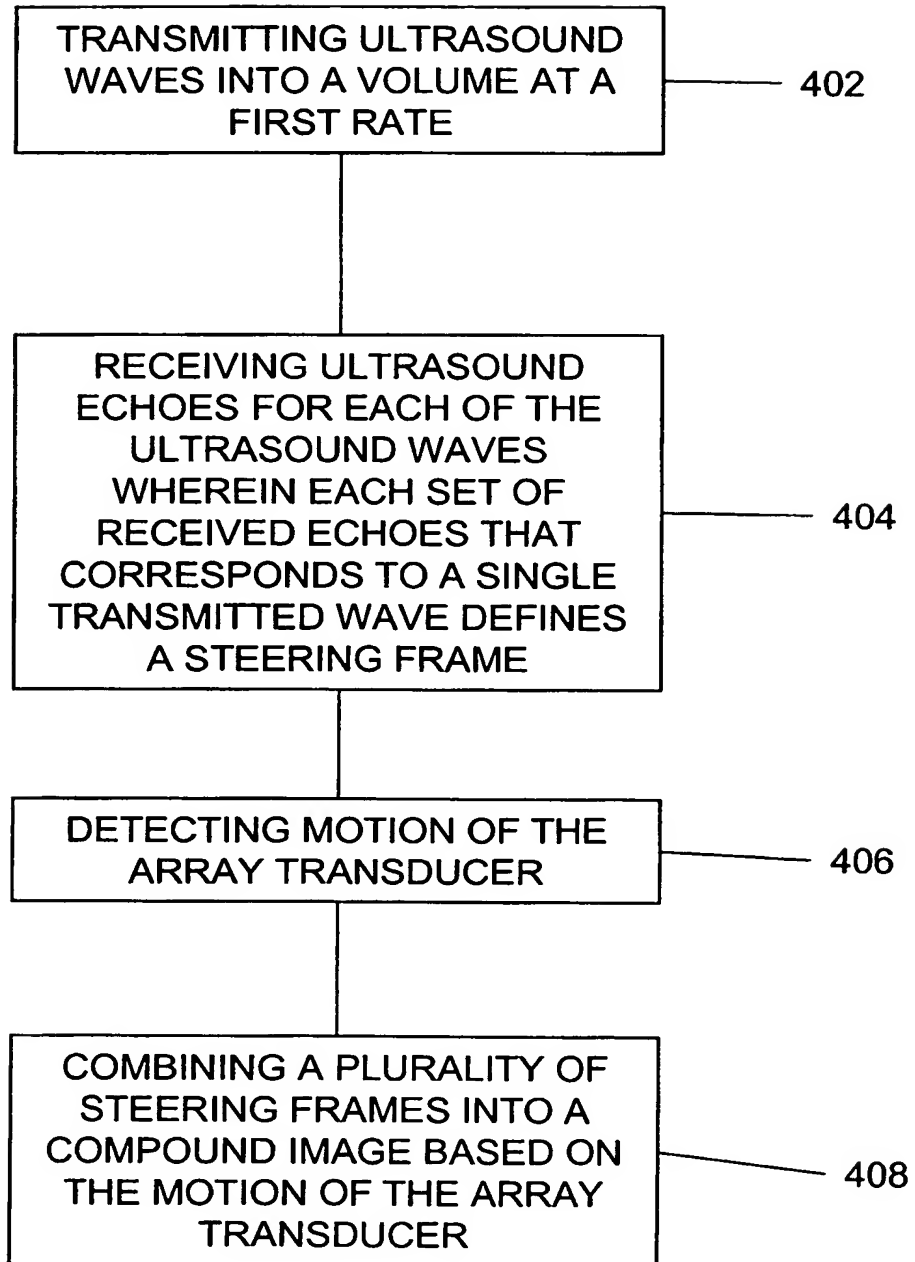 TRANSMITTING ULTRASOUND
WAVES INTO A VOLUME AT A
FIRST RATE
402
RECEIVING ULTRASOUND
ECHOES FOR EACH OF THE
ULTRASOUND WAVES
WHEREIN EACH SET OF
RECEIVED ECHOES THAT
CORRESPONDS TO A SINGLE
TRANSMITTED WAVE DEFINES
A STEERING FRAME
404
DETECTING MOTION OF THE
ARRAY TRANSDUCER
406
COMBINING A PLURALITY OF
STEERING FRAMES INTO A
COMPOUND IMAGE BASED ON
THE MOTION OF THE ARRAY
TRANSDUCER
408